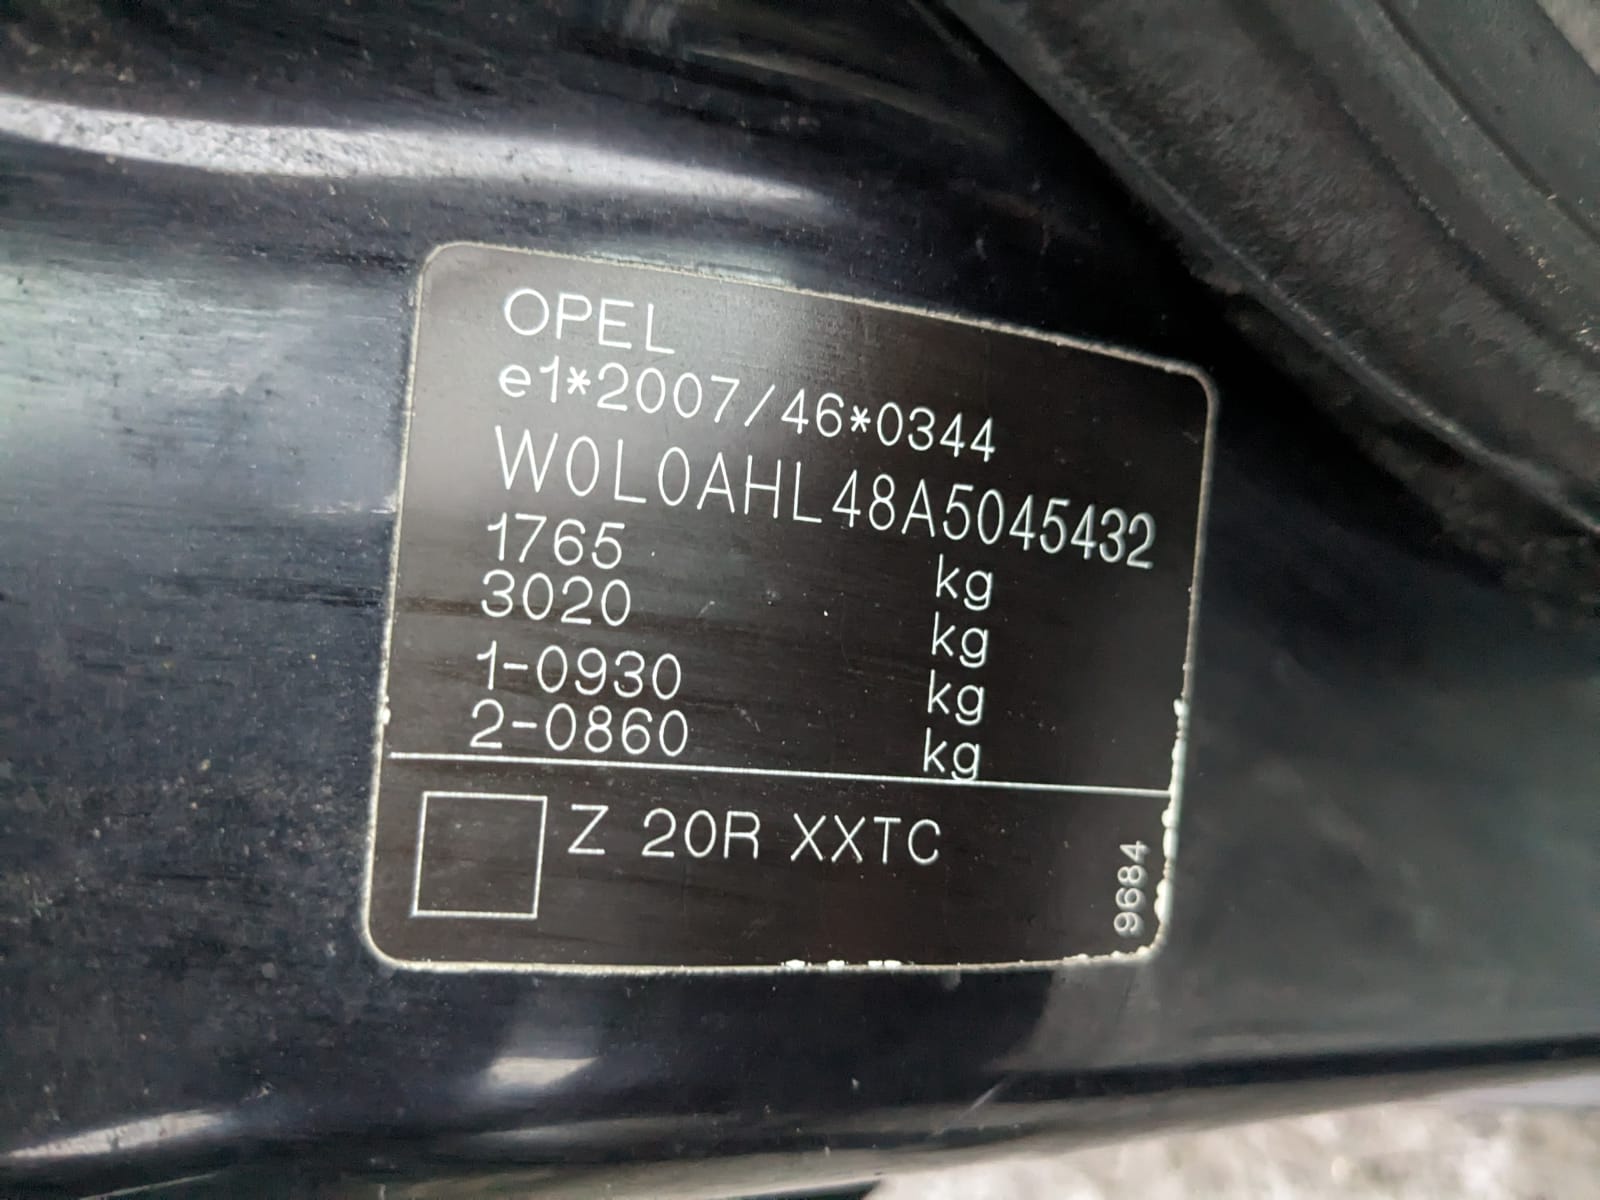 OPEL
e1*2007/46*0344
W0L0AHL48A5045432
1765 kg
3020 kg
1-0930 kg
2-0860 kg
Z 20R XXTC
9684